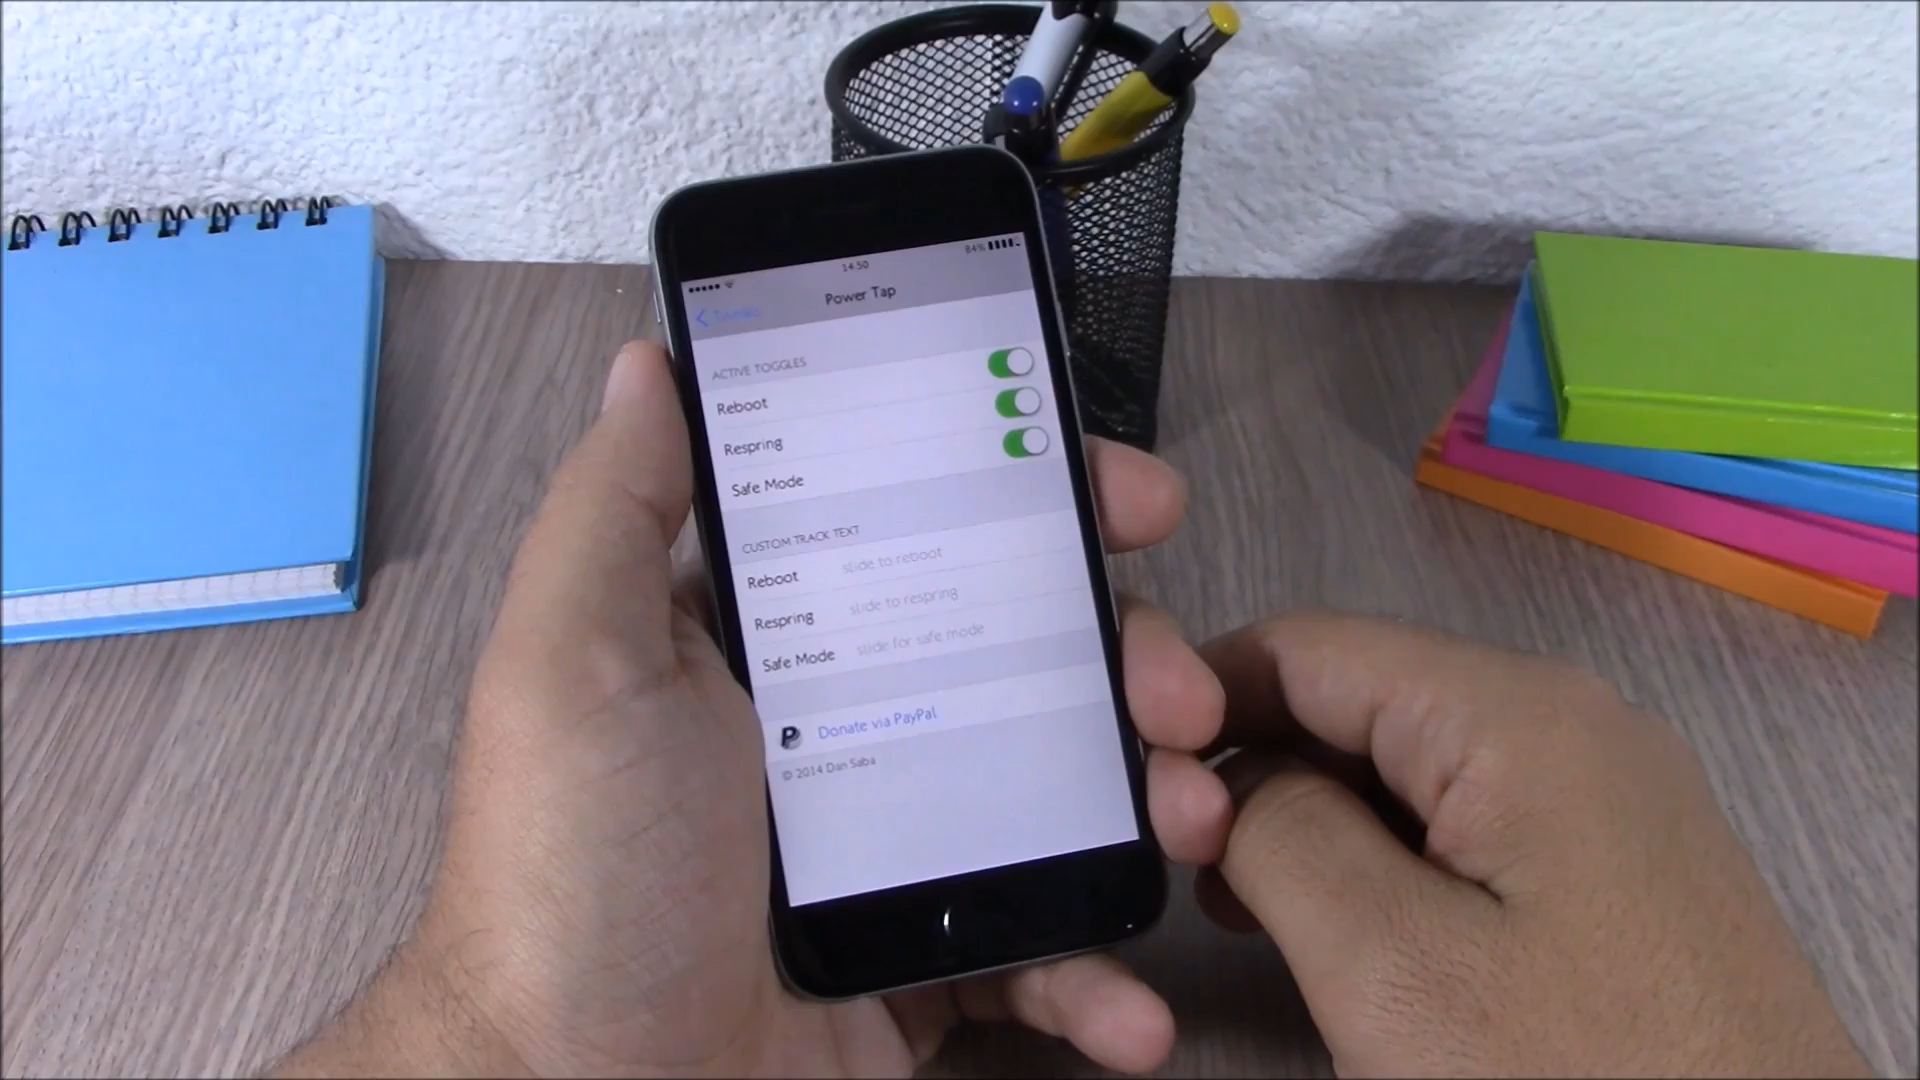 84%
14.50
Tweaks
Power Tap
ACTIVE TOGGLES
Reboot
Respring
Safe Mode
CUSTOM TRACK TEXT
Reboot slide to reboot
Respring slide to respring
Safe Mode slide for safe mode
P Donate via PayPal
© 2014 Dan Saba